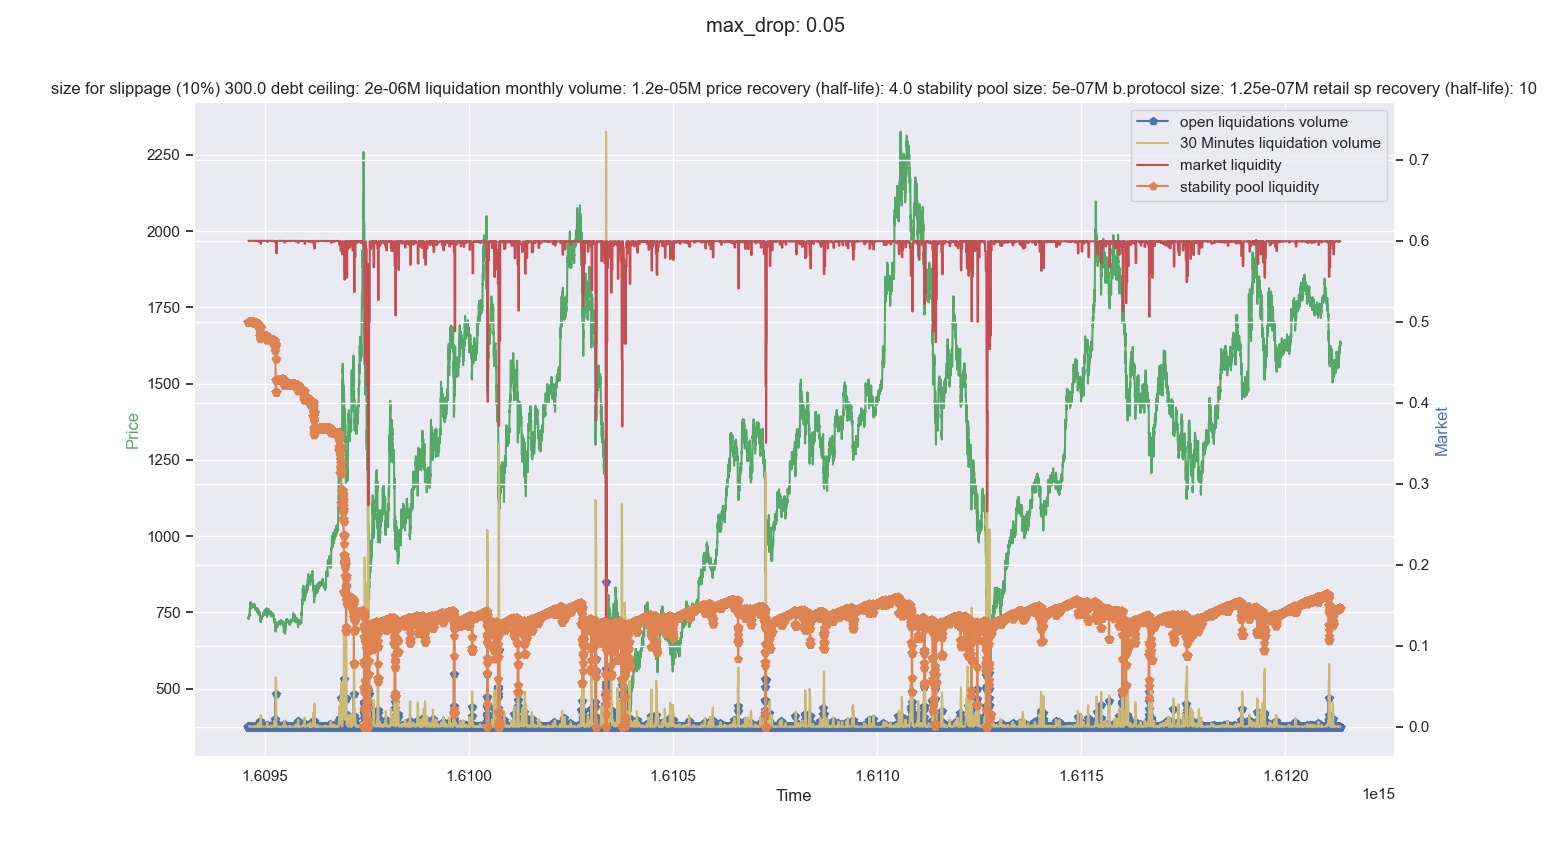 max_drop: 0.05
size for slippage (10%) 300.0 debt ceiling: 2e-06M liquidation monthly volume: 1.2e-05M price recovery (half-life): 4.0 stability pool size: 5e-07M b.protocol size: 1.25e-07M retail sp recovery (half-life): 10
open liquidations volume
30 Minutes liquidation volume
market liquidity
stability pool liquidity
2250
2000
1750
1500
1250
1000
750
500
Price
0.7
0.6
0.5
0.4
0.3
0.2
0.1
0.0
Market
1.6095 1.6100 1.6105 1.6110 1.6115 1.6120
1e15
Time